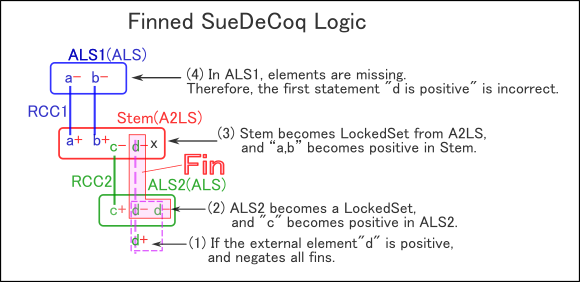 Finned SueDeCoq Logic
ALS1(ALS)
a- b-
(4) In ALS1, elements are missing.
Therefore, the first statement "d is positive" is incorrect.
RCC1
Stem(A2LS)
a+ b+ c- d- x
(3) Stem becomes LockedSet from A2LS,
and “a,b” becomes positive in Stem.
Fin
RCC2
ALS2(ALS)
c+ d- d
(2) ALS2 becomes a LockedSet,
and "c" becomes positive in ALS2.
d+
(1) If the external element"d" is positive,
and negates all fins.